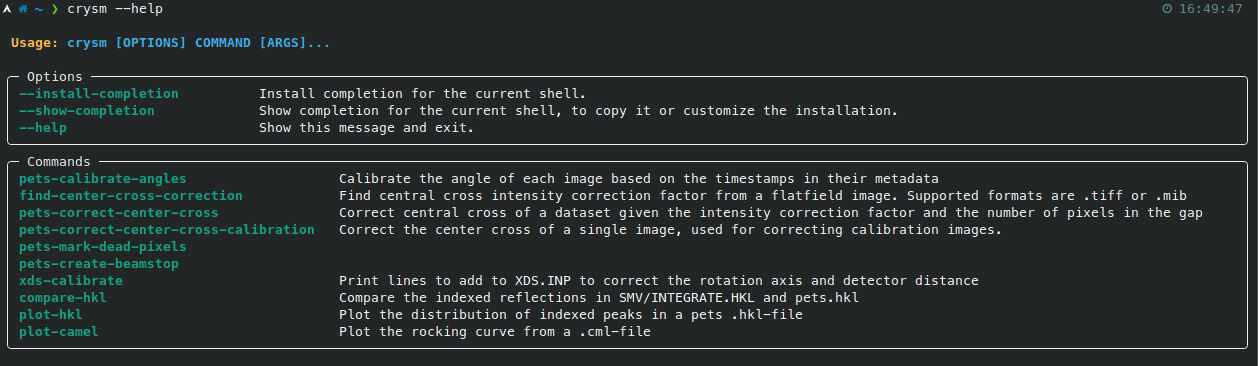 ~ ❯ crysm --help 16:49:47
Usage: crysm [OPTIONS] COMMAND [ARGS]...
Options
--install-completion Install completion for the current shell.
--show-completion Show completion for the current shell, to copy it or customize the installation.
--help Show this message and exit.
Commands
pets-calibrate-angles Calibrate the angle of each image based on the timestamps in their metadata
find-center-cross-correction Find central cross intensity correction factor from a flatfield image. Supported formats are .tiff or .mib
pets-correct-center-cross Correct central cross of a dataset given the intensity correction factor and the number of pixels in the gap
pets-correct-center-cross-calibration Correct the center cross of a single image, used for correcting calibration images.
pets-mark-dead-pixels
pets-create-beamstop
xds-calibrate Print lines to add to XDS.INP to correct the rotation axis and detector distance
compare-hkl Compare the indexed reflections in SMV/INTEGRATE.HKL and pets.hkl
plot-hkl Plot the distribution of indexed peaks in a pets .hkl-file
plot-camel Plot the rocking curve from a .cml-file